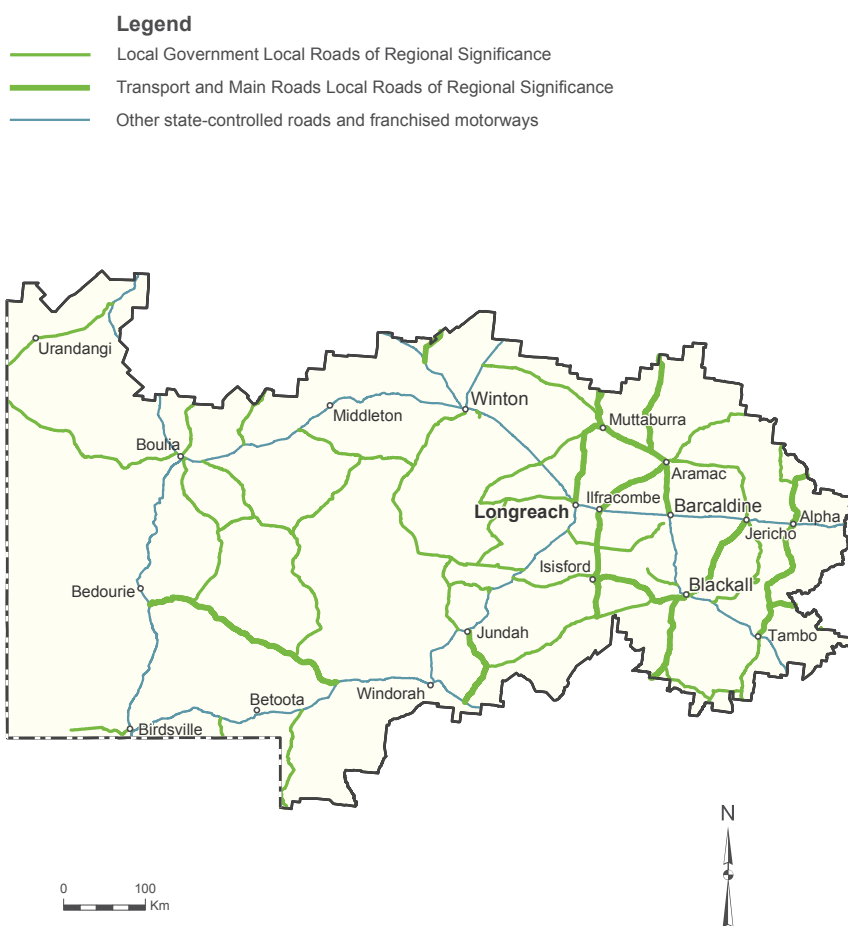 Legend
Local Government Local Roads of Regional Significance
Transport and Main Roads Local Roads of Regional Significance
Other state-controlled roads and franchised motorways
Urandangi
Winton
Middleton
Muttaburra
Boulia
Aramac
Ilfracombe
Longreach
Barcaldine
Alpha
Jericho
Isisford
Bedourie
Blackall
Jundah
Tambo
Betoota
Windorah
Birdsville
N
0 100
Km